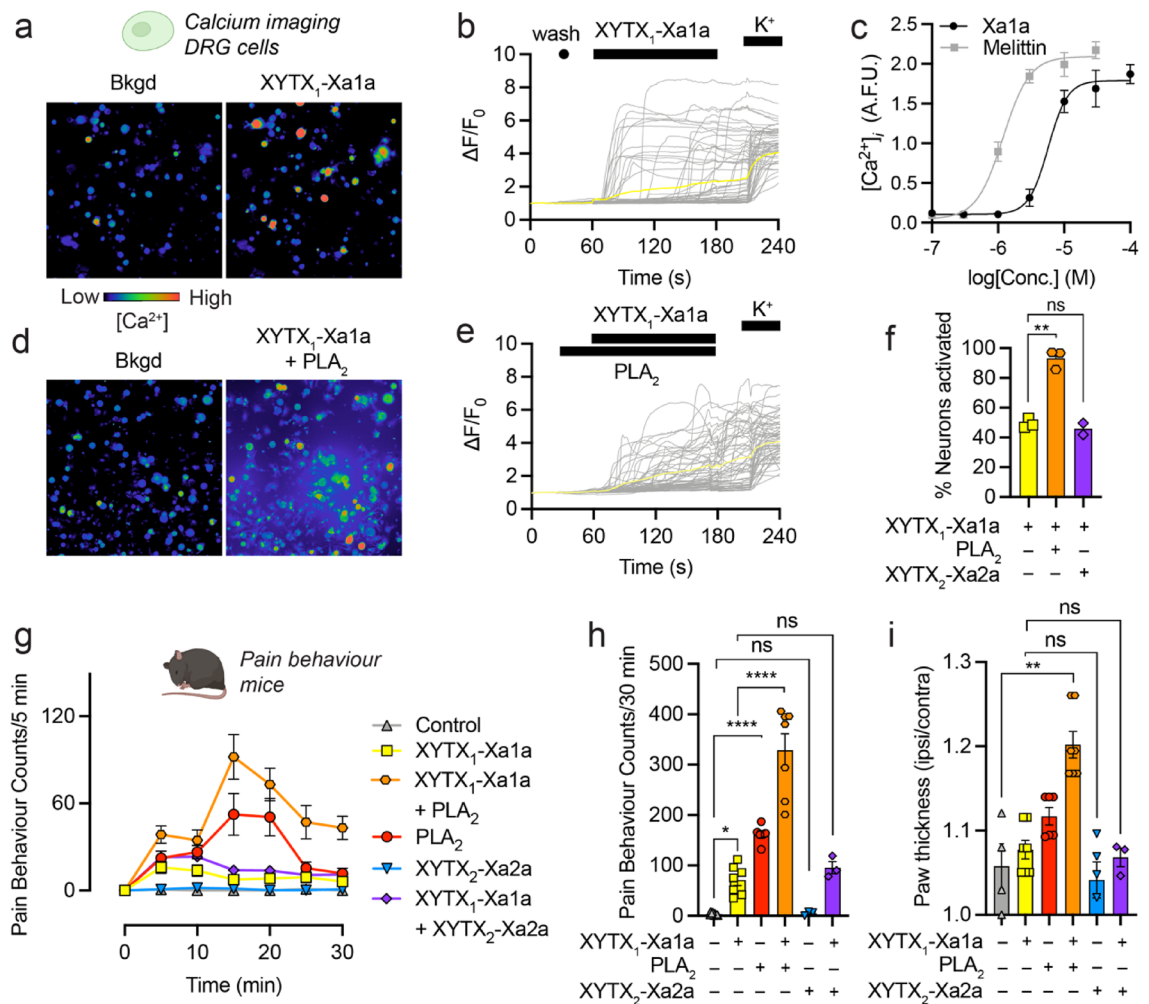 a
Calcium imaging
DRG cells
Bkgd
XYTX₁-Xa1a
Low High
[Ca²⁺]
b
wash
XYTX₁-Xa1a
K⁺
ΔF/F₀
10
8
6
4
2
0
0 60 120 180 240
Time (s)
c
Xa1a
Melittin
[Ca²⁺]ᵢ (A.F.U.)
2.5
2.0
1.5
1.0
0.5
0.0
-7 -6 -5 -4
log[Conc.] (M)
d
Bkgd
XYTX₁-Xa1a
+ PLA₂
e
XYTX₁-Xa1a
K⁺
PLA₂
ΔF/F₀
10
8
6
4
2
0
0 60 120 180 240
Time (s)
f
ns
**
% Neurons activated
100
80
60
40
20
0
XYTX₁-Xa1a + + +
PLA₂ – + –
XYTX₂-Xa2a – – +
g
Pain behaviour
mice
Pain Behaviour Counts/5 min
120
60
0
0 10 20 30
Time (min)
Control
XYTX₁-Xa1a
XYTX₁-Xa1a
+ PLA₂
PLA₂
XYTX₂-Xa2a
XYTX₁-Xa1a
+ XYTX₂-Xa2a
h
ns
ns
****
****
*
Pain Behaviour Counts/30 min
500
400
300
200
100
0
XYTX₁-Xa1a – + – + – +
PLA₂ – – + + – –
XYTX₂-Xa2a – – – – + +
i
ns
ns
**
Paw thickness (ipsi/contra)
1.3
1.2
1.1
1.0
XYTX₁-Xa1a – + – + – +
PLA₂ – – + + – –
XYTX₂-Xa2a – – – – + +